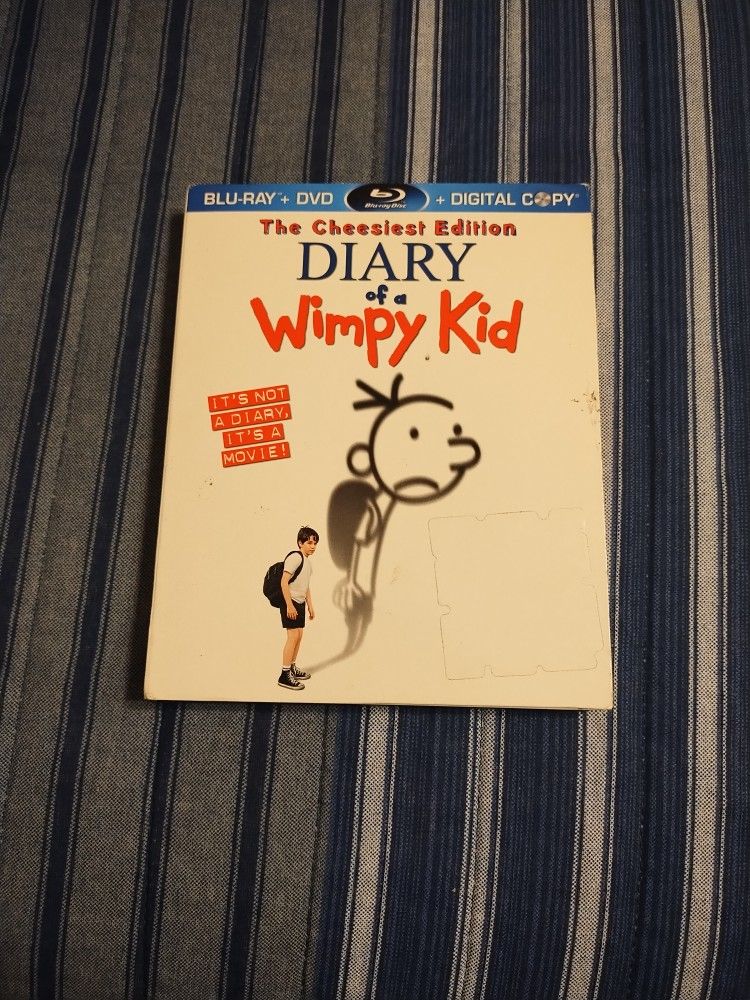 BLU-RAY™ + DVD Blu-ray Disc + DIGITAL COPY
The Cheesiest Edition
DIARY
of a
Wimpy Kid
IT'S NOT
A DIARY,
IT'S A
MOVIE!